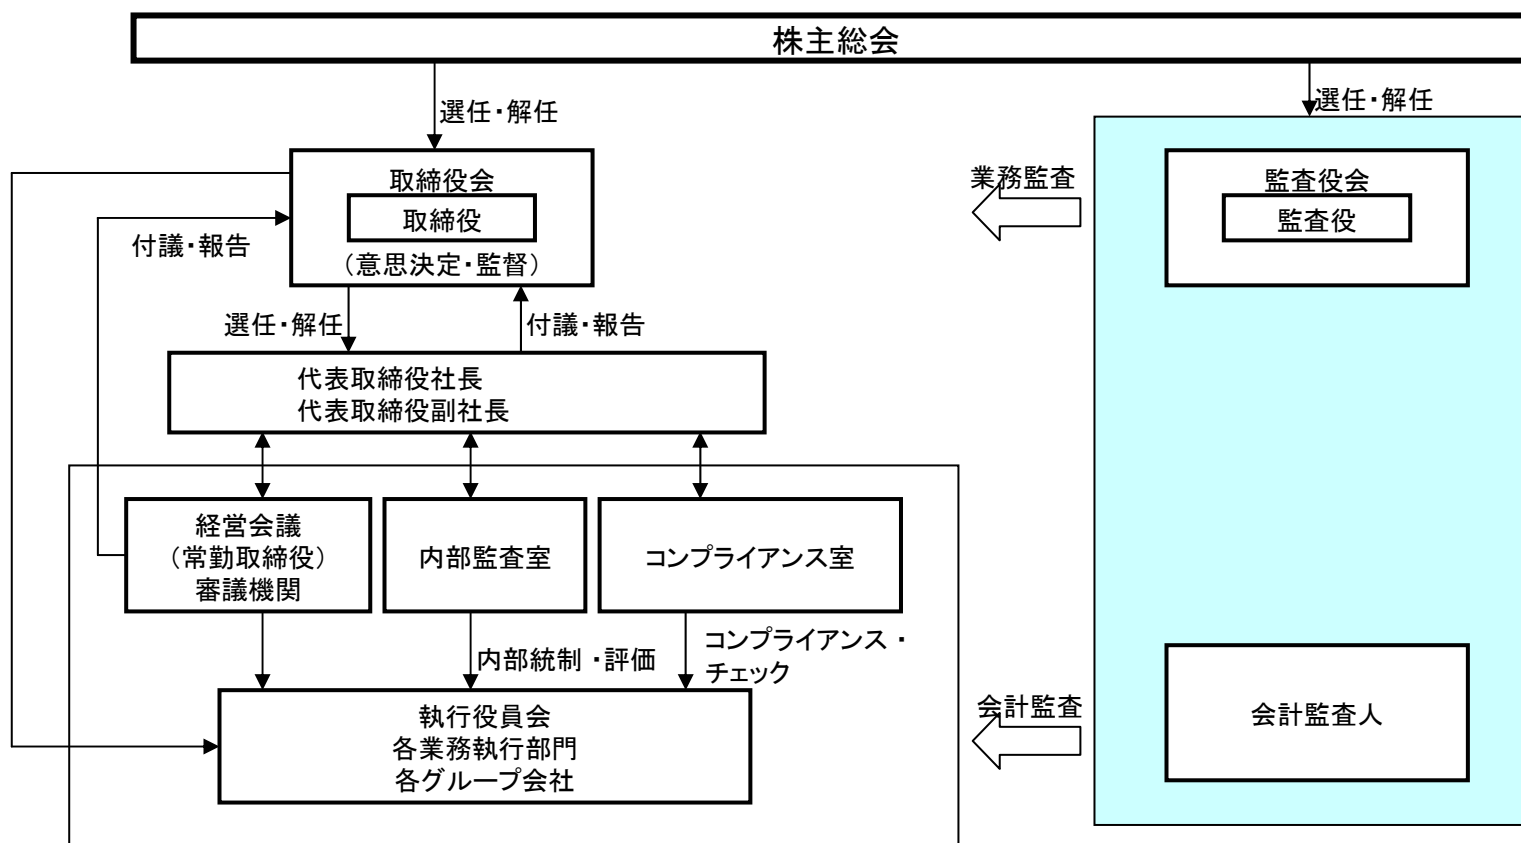 株主総会
選任・解任
選任・解任
取締役会
取締役
（意思決定・監督）
業務監査
監査役会
監査役
付議・報告
選任・解任
付議・報告
代表取締役社長
代表取締役副社長
経営会議
（常勤取締役）
審議機関
内部監査室
コンプライアンス室
内部統制・評価
コンプライアンス・
チェック
執行役員会
各業務執行部門
各グループ会社
会計監査
会計監査人